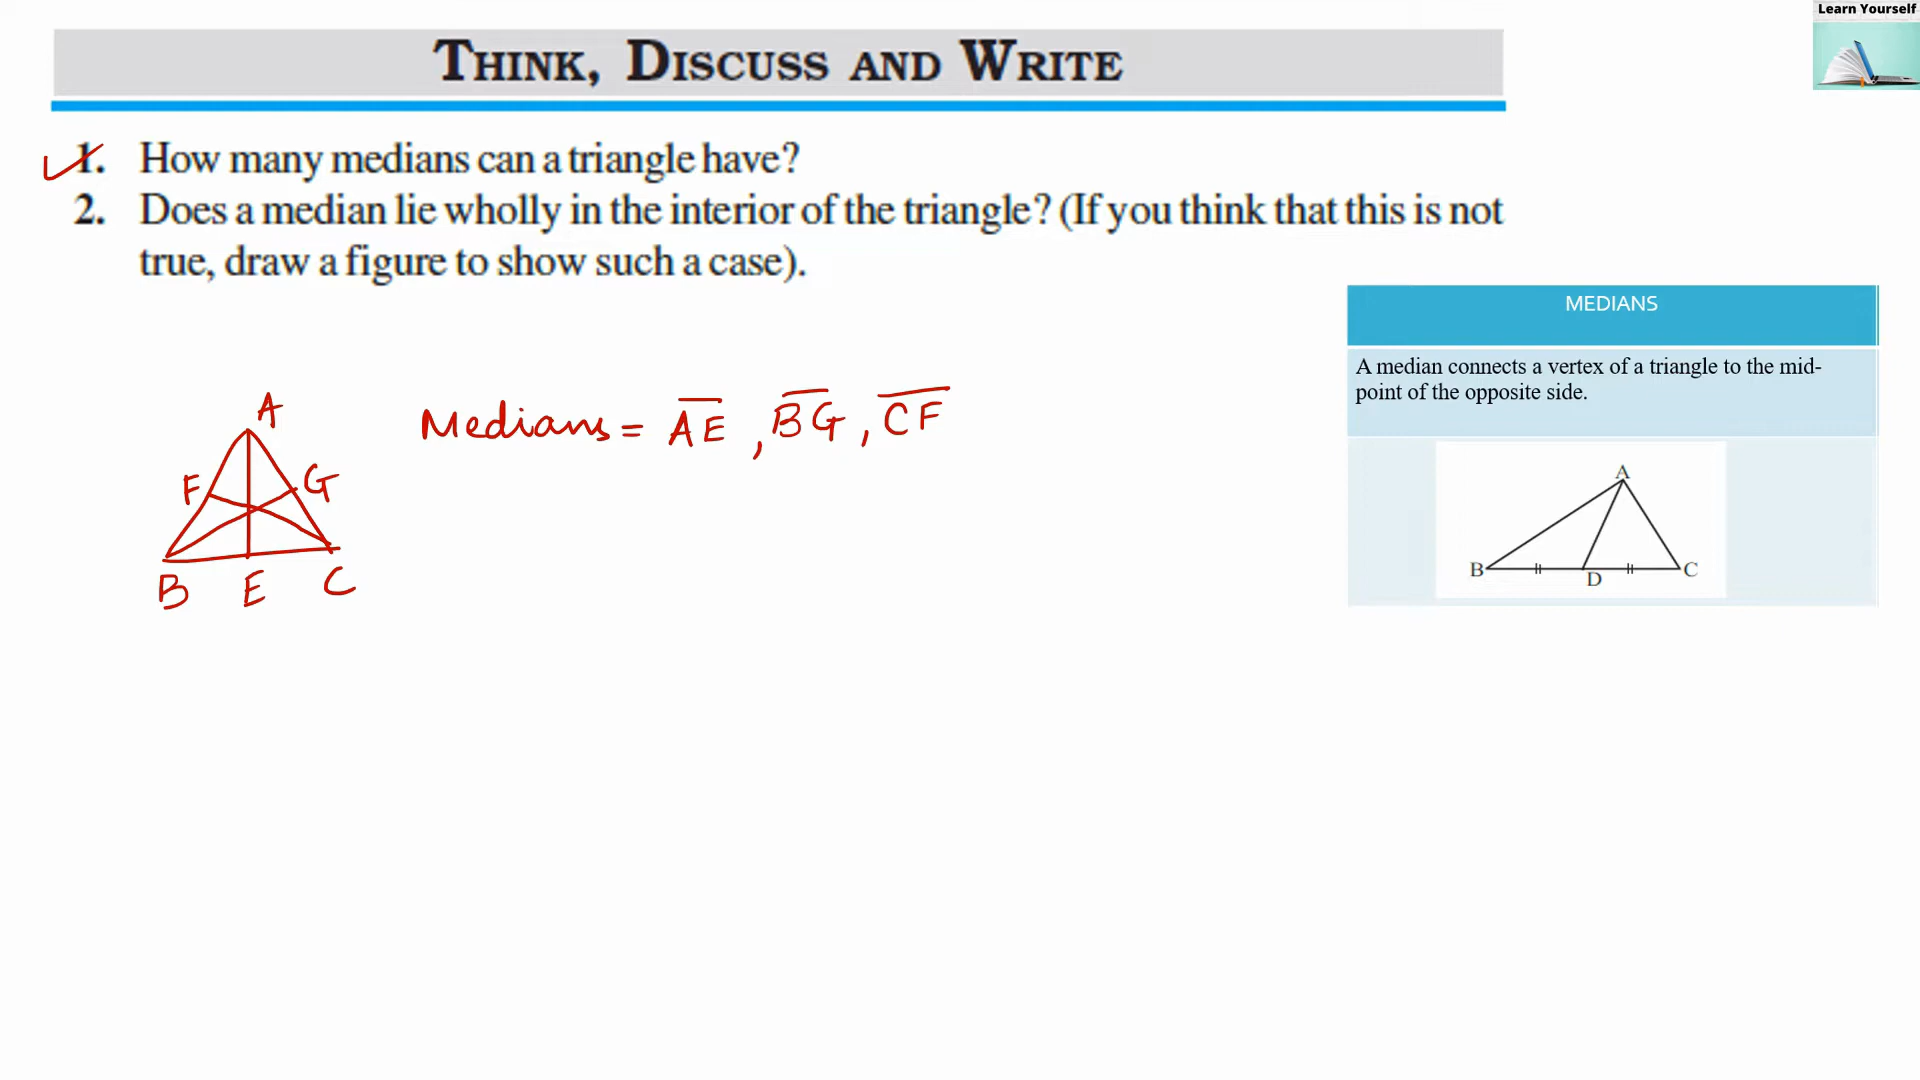 Learn Yourself
THINK, DISCUSS AND WRITE
1. How many medians can a triangle have?
2. Does a median lie wholly in the interior of the triangle? (If you think that this is not
true, draw a figure to show such a case).
MEDIANS
A median connects a vertex of a triangle to the mid-
point of the opposite side.
A
B
D
C
A
F
G
B
E
C
Medians = AE, BG, CF